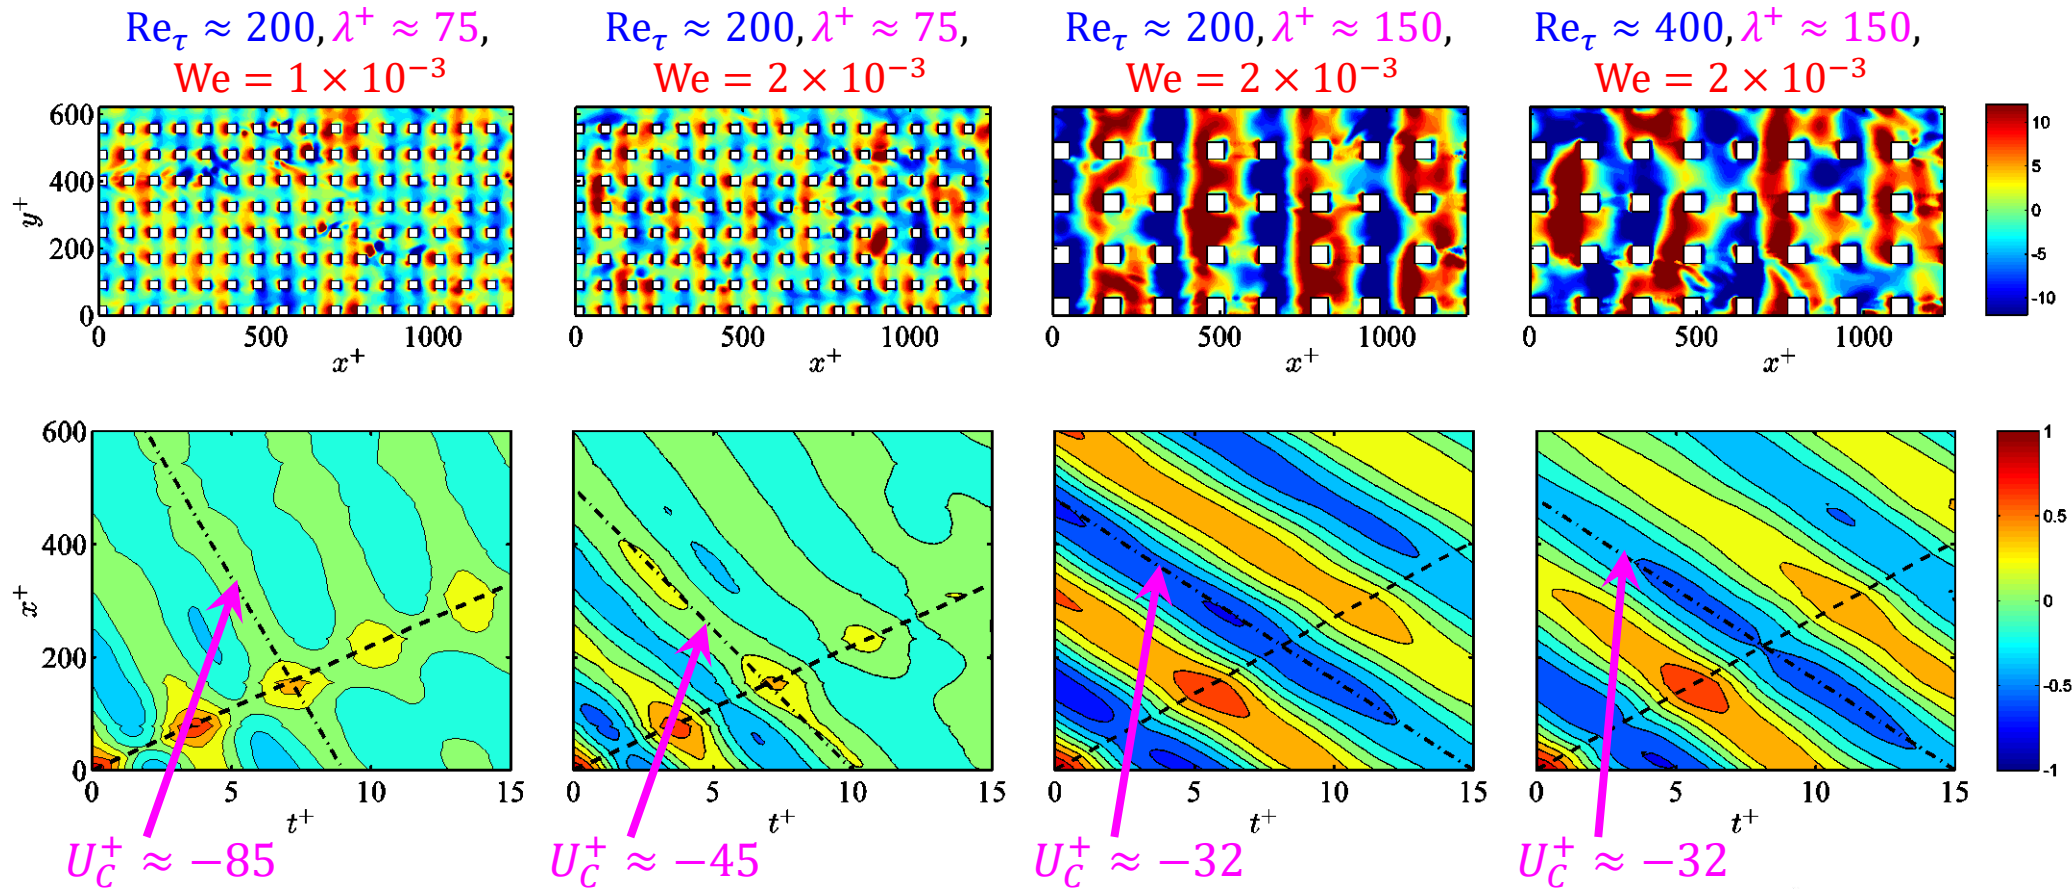 Re_τ ≈ 200, λ⁺ ≈ 75,
We = 1 × 10⁻³
Re_τ ≈ 200, λ⁺ ≈ 75,
We = 2 × 10⁻³
Re_τ ≈ 200, λ⁺ ≈ 150,
We = 2 × 10⁻³
Re_τ ≈ 400, λ⁺ ≈ 150,
We = 2 × 10⁻³
600
400
200
0
y⁺
0 500 1000
x⁺
0 500 1000
x⁺
0 500 1000
x⁺
0 500 1000
x⁺
10
5
0
-5
-10
600
400
200
0
x⁺
0 5 10 15
t⁺
0 5 10 15
t⁺
0 5 10 15
t⁺
0 5 10 15
t⁺
1
0.5
0
-0.5
-1
U_C⁺ ≈ −85
U_C⁺ ≈ −45
U_C⁺ ≈ −32
U_C⁺ ≈ −32